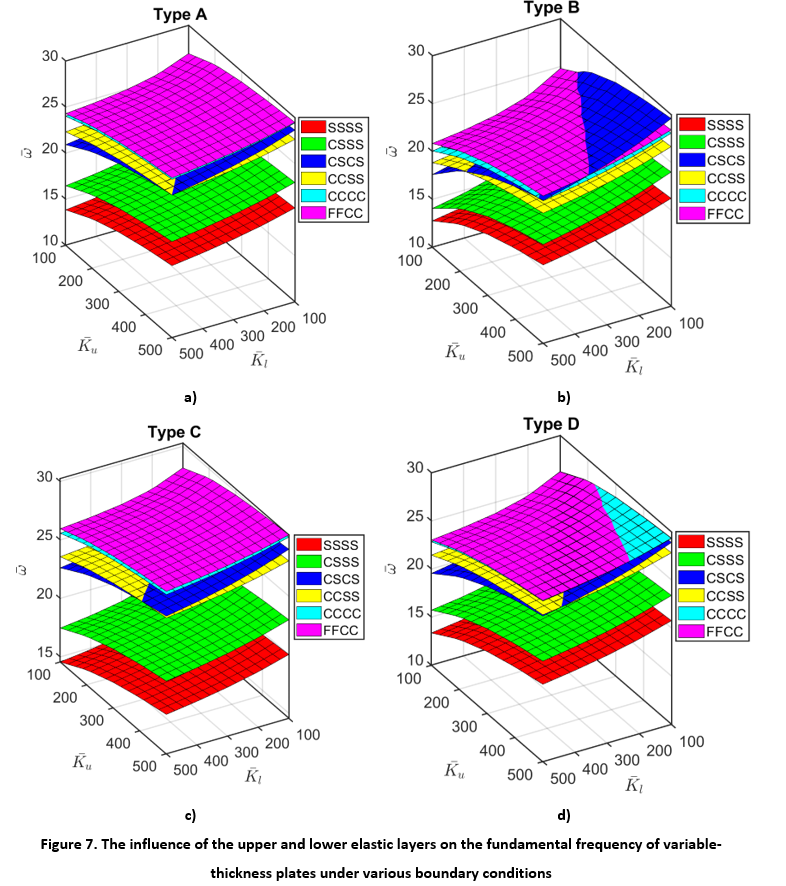 Type A
30
25
20
15
10
ω̄
100
200
300
400
500
K̄u
500
400
300
200
100
K̄l
SSSS
CSSS
CSCS
CCSS
CCCC
FFCC
a)
Type B
30
25
20
15
10
ω̄
100
200
300
400
500
K̄u
500
400
300
200
100
K̄l
SSSS
CSSS
CSCS
CCSS
CCCC
FFCC
b)
Type C
30
25
20
15
ω̄
100
200
300
400
500
K̄u
500
400
300
200
100
K̄l
SSSS
CSSS
CSCS
CCSS
CCCC
FFCC
c)
Type D
30
25
20
15
10
ω̄
100
200
300
400
500
K̄u
500
400
300
200
100
K̄l
SSSS
CSSS
CSCS
CCSS
CCCC
FFCC
d)
Figure 7. The influence of the upper and lower elastic layers on the fundamental frequency of variable-
thickness plates under various boundary conditions